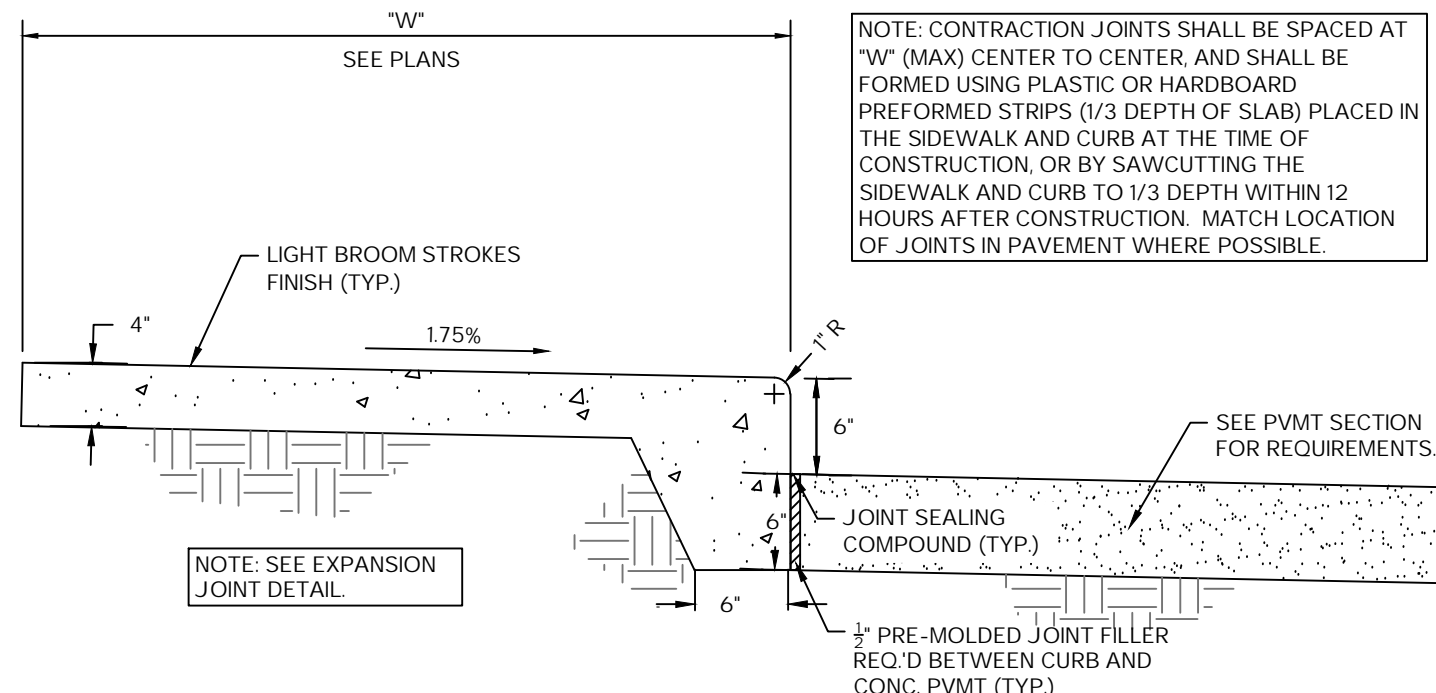 "W"
SEE PLANS
NOTE: CONTRACTION JOINTS SHALL BE SPACED AT
"W" (MAX) CENTER TO CENTER, AND SHALL BE
FORMED USING PLASTIC OR HARDBOARD
PREFORMED STRIPS (1/3 DEPTH OF SLAB) PLACED IN
THE SIDEWALK AND CURB AT THE TIME OF
CONSTRUCTION, OR BY SAWCUTTING THE
SIDEWALK AND CURB TO 1/3 DEPTH WITHIN 12
HOURS AFTER CONSTRUCTION. MATCH LOCATION
OF JOINTS IN PAVEMENT WHERE POSSIBLE.
LIGHT BROOM STROKES
FINISH (TYP.)
4"
1.75%
1" R
6"
SEE PVMT SECTION
FOR REQUIREMENTS.
6"
JOINT SEALING
COMPOUND (TYP.)
NOTE: SEE EXPANSION
JOINT DETAIL.
6"
1/2" PRE-MOLDED JOINT FILLER
REQ.'D BETWEEN CURB AND
CONC. PVMT (TYP.)